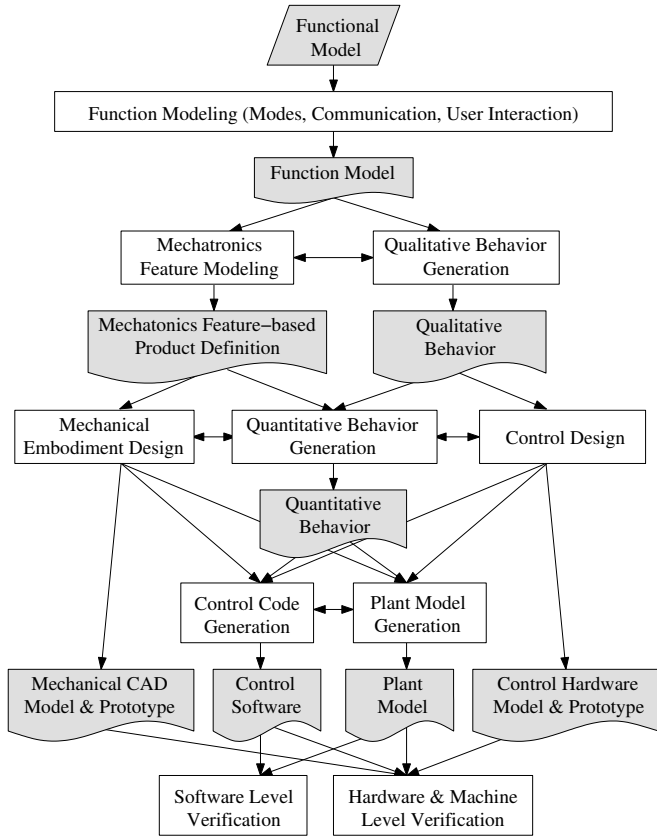 Functional
Model
Function Modeling (Modes, Communication, User Interaction)
Function Model
Mechatronics
Feature Modeling
Qualitative Behavior
Generation
Mechatonics Feature−based
Product Definition
Qualitative
Behavior
Mechanical
Embodiment Design
Quantitative Behavior
Generation
Control Design
Quantitative
Behavior
Control Code
Generation
Plant Model
Generation
Mechanical CAD
Model & Prototype
Control
Software
Plant
Model
Control Hardware
Model & Prototype
Software Level
Verification
Hardware & Machine
Level Verification